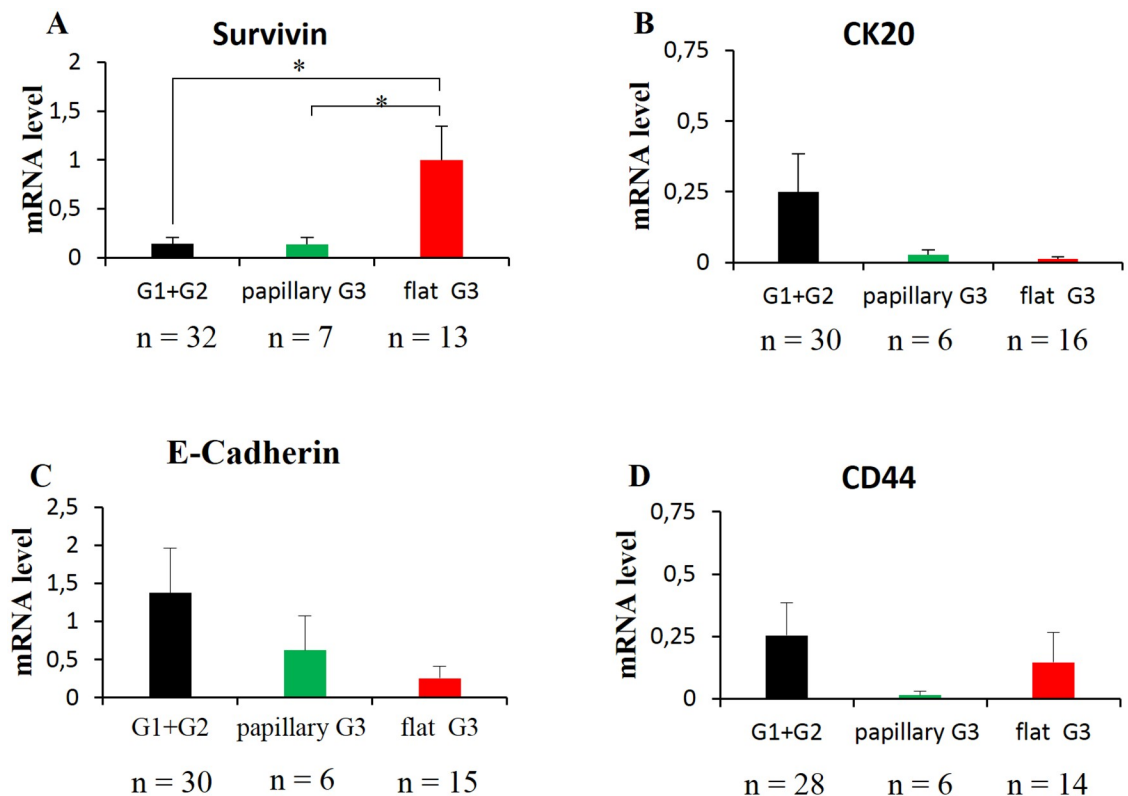 A
Survivin
mRNA level
2
1,5
1
0,5
0
*
*
G1+G2 papillary G3 flat G3
n = 32 n = 7 n = 13
B
CK20
mRNA level
0,75
0,5
0,25
0
G1+G2 papillary G3 flat G3
n = 30 n = 6 n = 16
C
E-Cadherin
mRNA level
2,5
2
1,5
1
0,5
0
G1+G2 papillary G3 flat G3
n = 30 n = 6 n = 15
D
CD44
mRNA level
0,75
0,5
0,25
0
G1+G2 papillary G3 flat G3
n = 28 n = 6 n = 14